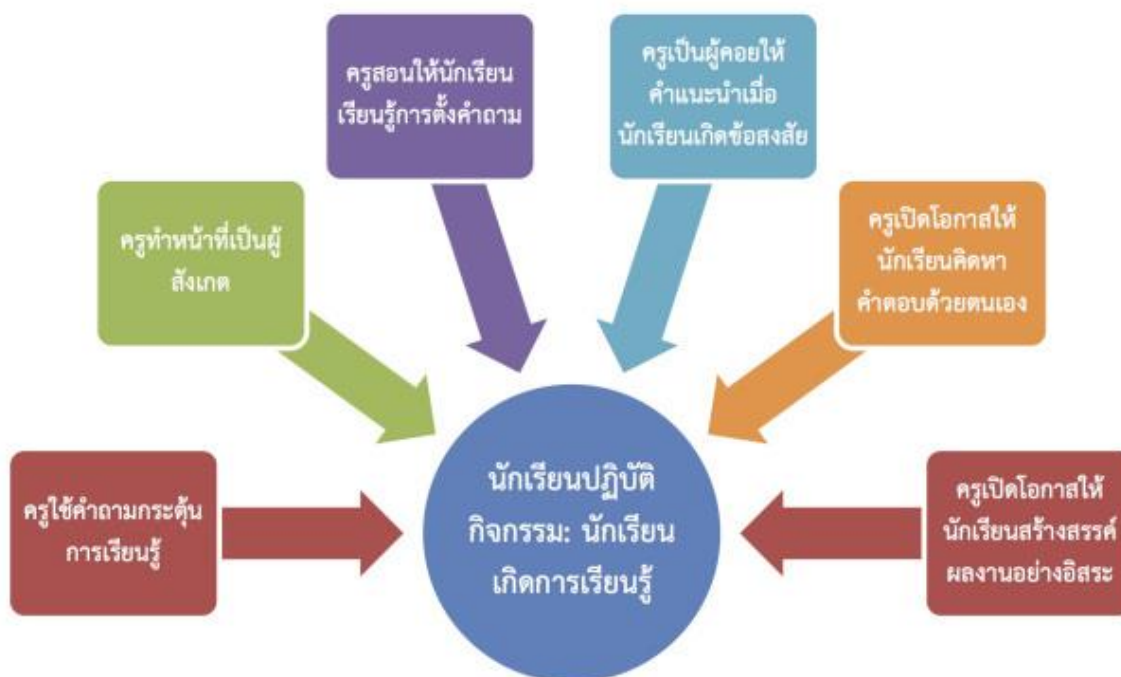 ครูใช้คำถามกระตุ้น
การเรียนรู้
ครูทำหน้าที่เป็นผู้
สังเกต
ครูสอนให้นักเรียน
เรียนรู้การตั้งคำถาม
ครูเป็นผู้คอยให้
คำแนะนำเมื่อ
นักเรียนเกิดข้อสงสัย
ครูเปิดโอกาสให้
นักเรียนคิดหา
คำตอบด้วยตนเอง
ครูเปิดโอกาสให้
นักเรียนสร้างสรรค์
ผลงานอย่างอิสระ
นักเรียนปฏิบัติ
กิจกรรม: นักเรียน
เกิดการเรียนรู้